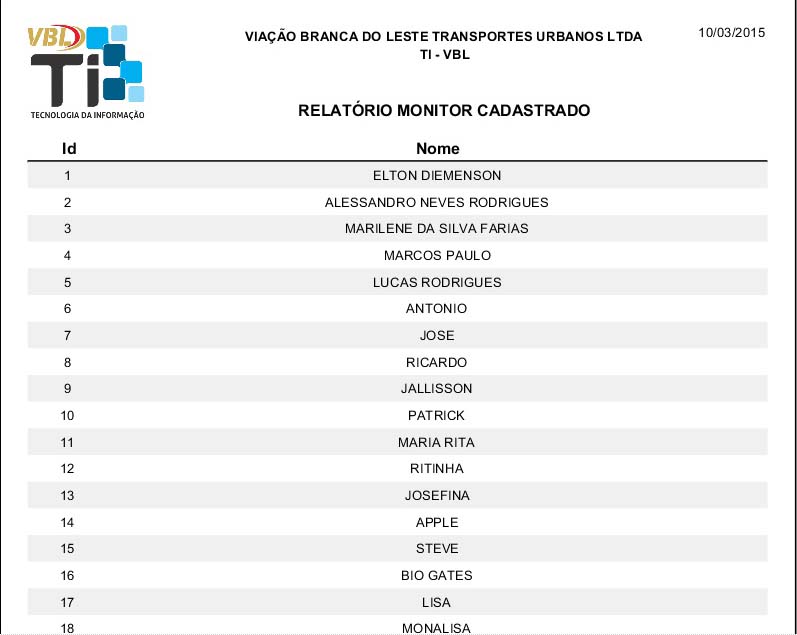 VBL
Ti
TECNOLOGIA DA INFORMAÇÃO
VIAÇÃO BRANCA DO LESTE TRANSPORTES URBANOS LTDA
TI - VBL
10/03/2015
RELATÓRIO MONITOR CADASTRADO
Id Nome
1 ELTON DIEMENSON
2 ALESSANDRO NEVES RODRIGUES
3 MARILENE DA SILVA FARIAS
4 MARCOS PAULO
5 LUCAS RODRIGUES
6 ANTONIO
7 JOSE
8 RICARDO
9 JALLISSON
10 PATRICK
11 MARIA RITA
12 RITINHA
13 JOSEFINA
14 APPLE
15 STEVE
16 BIO GATES
17 LISA
18 MONALISA